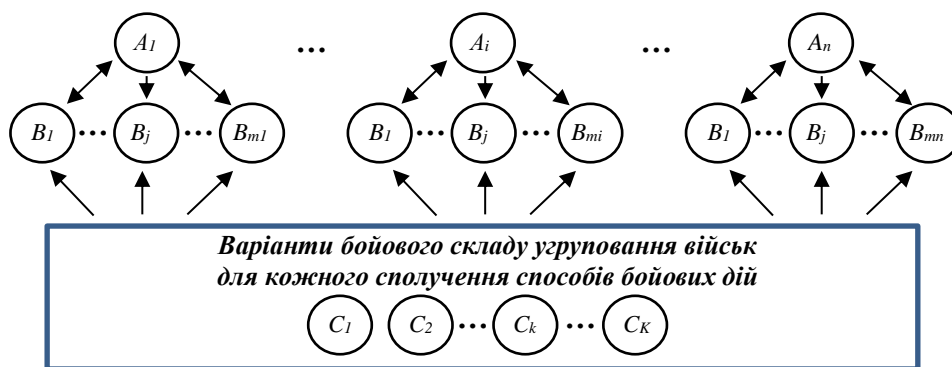 A1 ... Ai ... An
B1 ... Bj ... Bm1 B1 ... Bj ... Bmi B1 ... Bj ... Bmn
Варіанти бойового складу угруповання військ
для кожного сполучення способів бойових дій
C1 C2 ... Ck ... CK